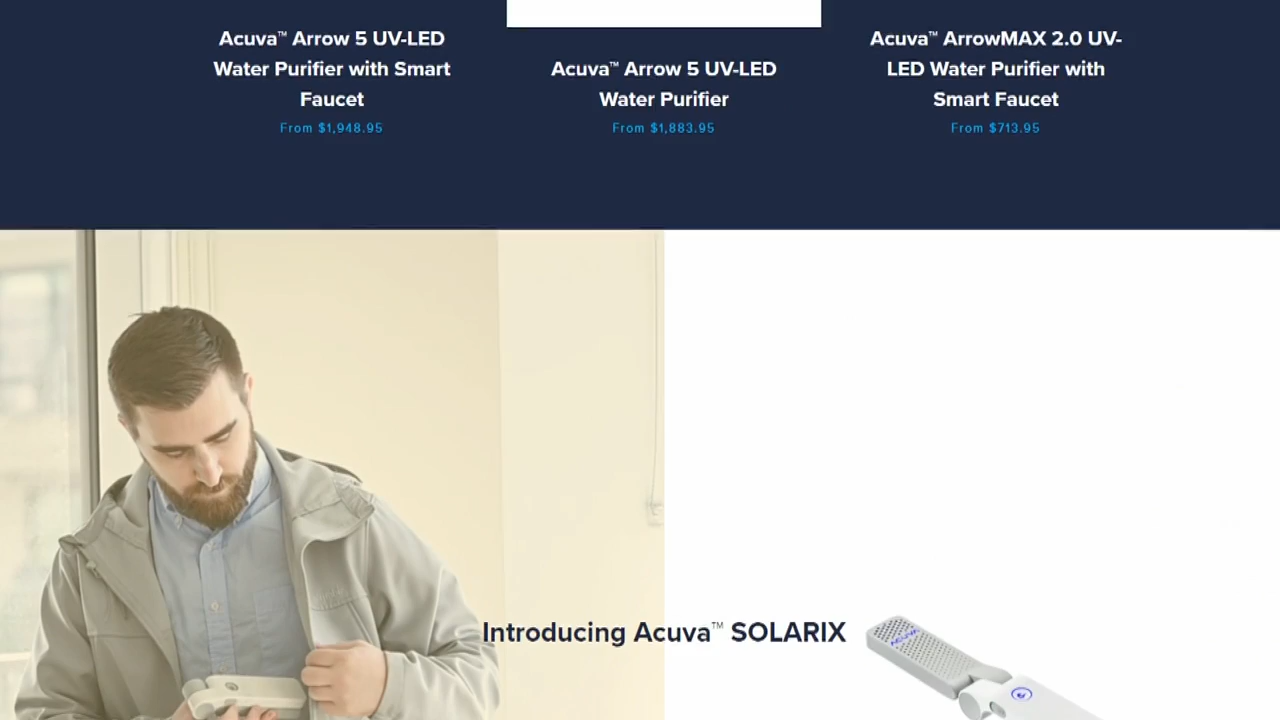 Acuva™ Arrow 5 UV-LED
Water Purifier with Smart
Faucet
From $1,948.95
Acuva™ Arrow 5 UV-LED
Water Purifier
From $1,883.95
Acuva™ ArrowMAX 2.0 UV-
LED Water Purifier with
Smart Faucet
From $713.95
Introducing Acuva™ SOLARIX
ACUVA